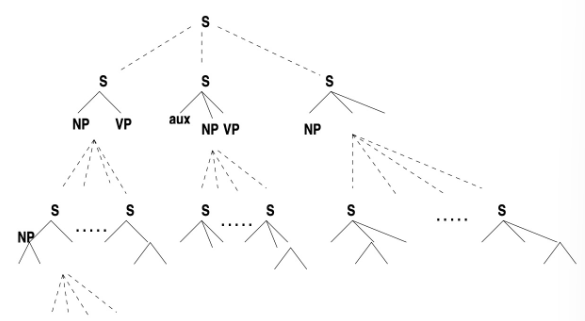 S
S S S
NP VP aux NP VP NP
S ..... S S ..... S S ..... S
NP